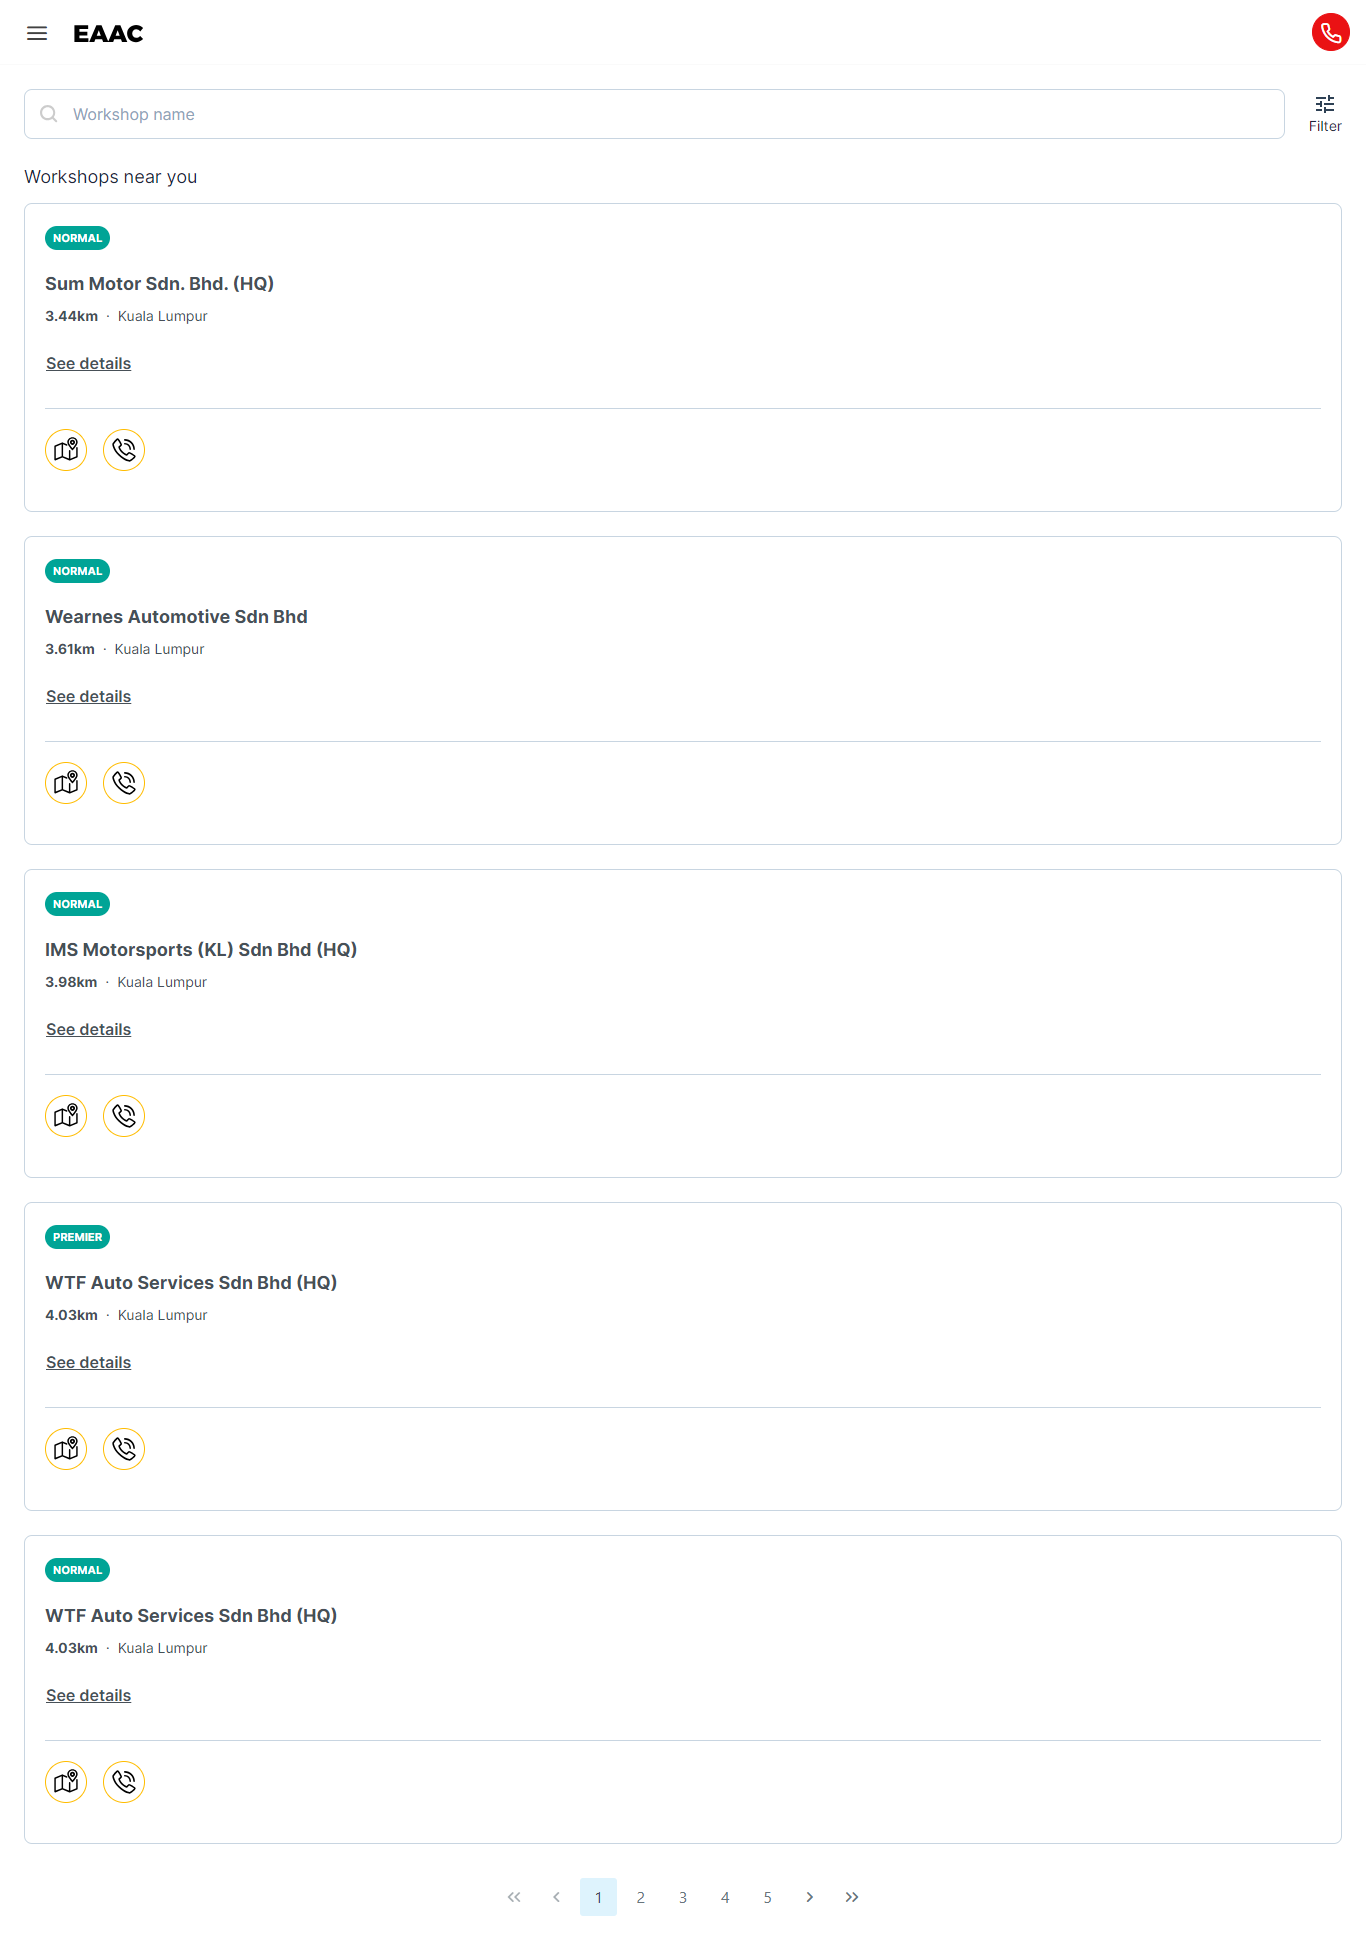 EAAC
Workshop name
Filter
Workshops near you
NORMAL
Sum Motor Sdn. Bhd. (HQ)
3.44km · Kuala Lumpur
See details
NORMAL
Wearnes Automotive Sdn Bhd
3.61km · Kuala Lumpur
See details
NORMAL
IMS Motorsports (KL) Sdn Bhd (HQ)
3.98km · Kuala Lumpur
See details
PREMIER
WTF Auto Services Sdn Bhd (HQ)
4.03km · Kuala Lumpur
See details
NORMAL
WTF Auto Services Sdn Bhd (HQ)
4.03km · Kuala Lumpur
See details
1 2 3 4 5